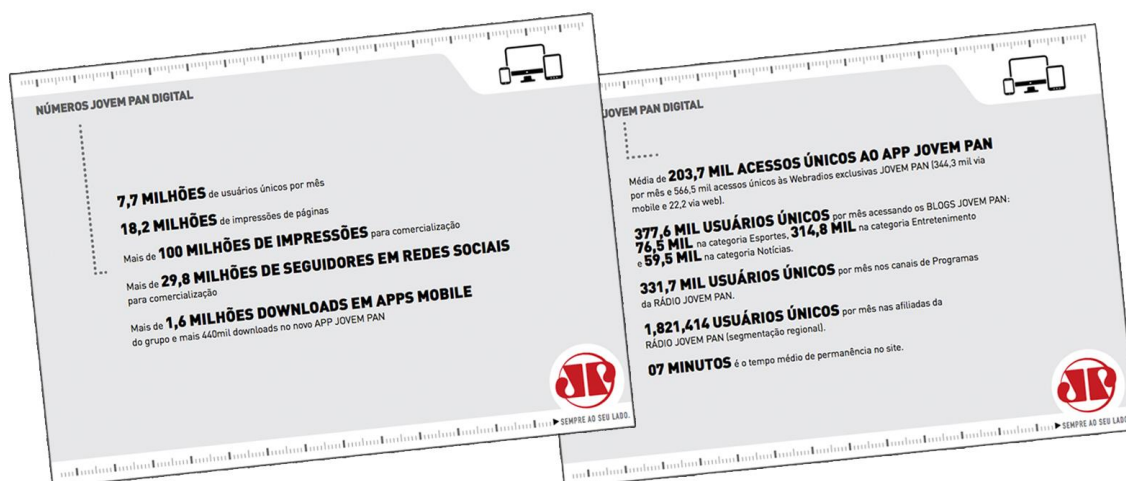 NÚMEROS JOVEM PAN DIGITAL
7,7 MILHÕES de usuários únicos por mês
18,2 MILHÕES de impressões de páginas
Mais de 100 MILHÕES DE IMPRESSÕES para comercialização
Mais de 29,8 MILHÕES DE SEGUIDORES EM REDES SOCIAIS
para comercialização
Mais de 1,6 MILHÕES DOWNLOADS EM APPS MOBILE
do grupo e mais 440mil downloads no novo APP JOVEM PAN
JP
SEMPRE AO SEU LADO.
JOVEM PAN DIGITAL
Média de 203,7 MIL ACESSOS ÚNICOS AO APP JOVEM PAN
por mês e 566,5 mil acessos únicos às Webradios exclusivas JOVEM PAN (344,3 mil via
mobile e 22,2 via web).
377,6 MIL USUÁRIOS ÚNICOS por mês acessando os BLOGS JOVEM PAN:
76,5 MIL na categoria Esportes, 314,8 MIL na categoria Entretenimento
e 59,5 MIL na categoria Notícias.
331,7 MIL USUÁRIOS ÚNICOS por mês nos canais de Programas
da RÁDIO JOVEM PAN.
1,821,414 USUÁRIOS ÚNICOS por mês nas afiliadas da
RÁDIO JOVEM PAN (segmentação regional).
07 MINUTOS é o tempo médio de permanência no site.
JP
SEMPRE AO SEU LADO.